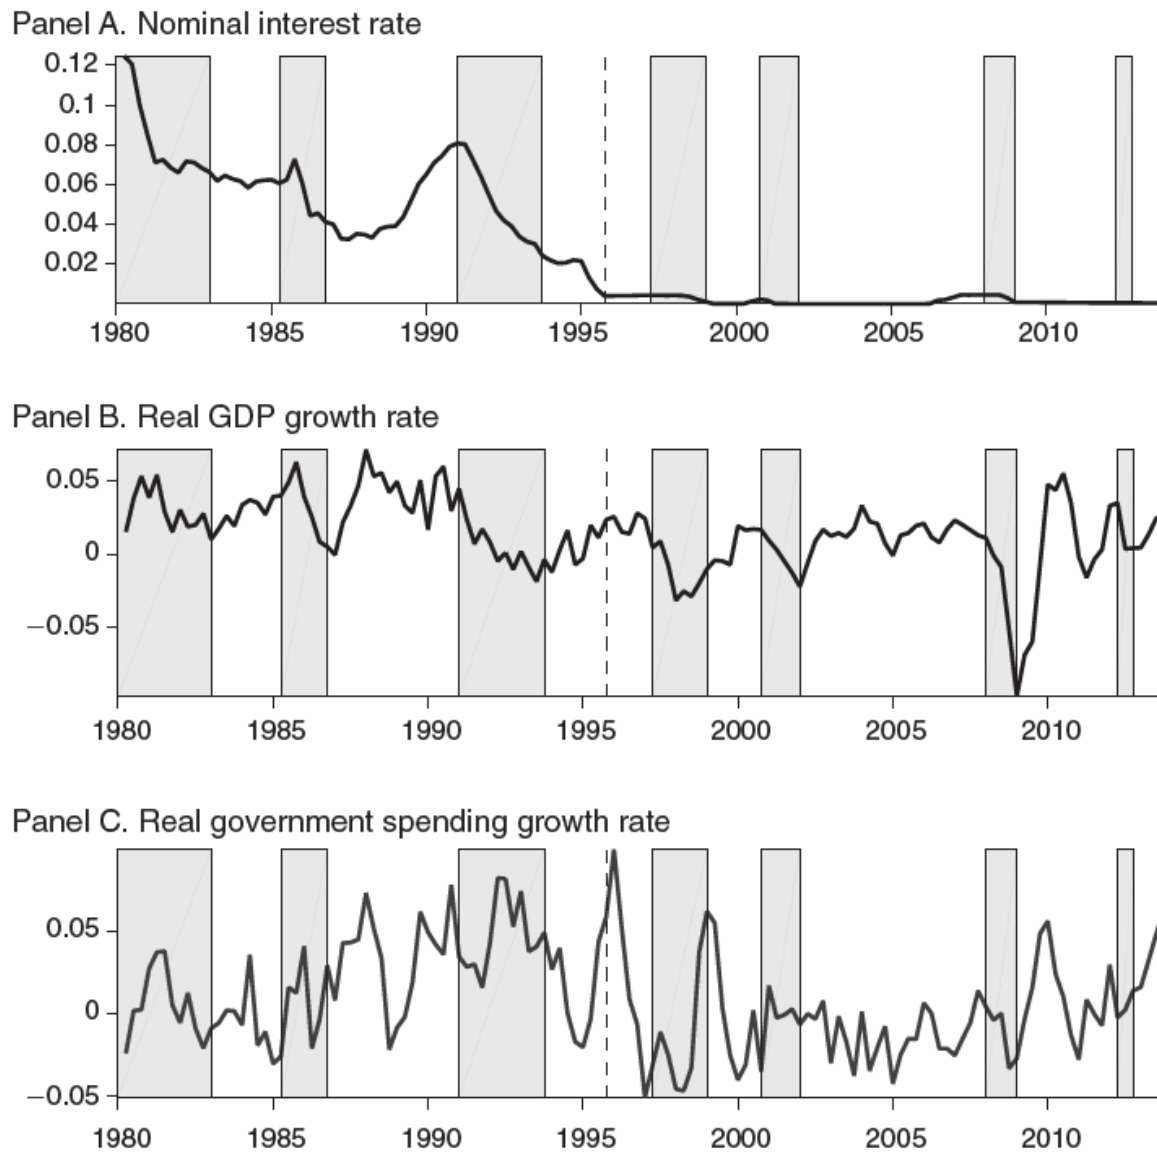 Panel A. Nominal interest rate
0.12
0.1
0.08
0.06
0.04
0.02
1980 1985 1990 1995 2000 2005 2010
Panel B. Real GDP growth rate
0.05
0
−0.05
1980 1985 1990 1995 2000 2005 2010
Panel C. Real government spending growth rate
0.05
0
−0.05
1980 1985 1990 1995 2000 2005 2010